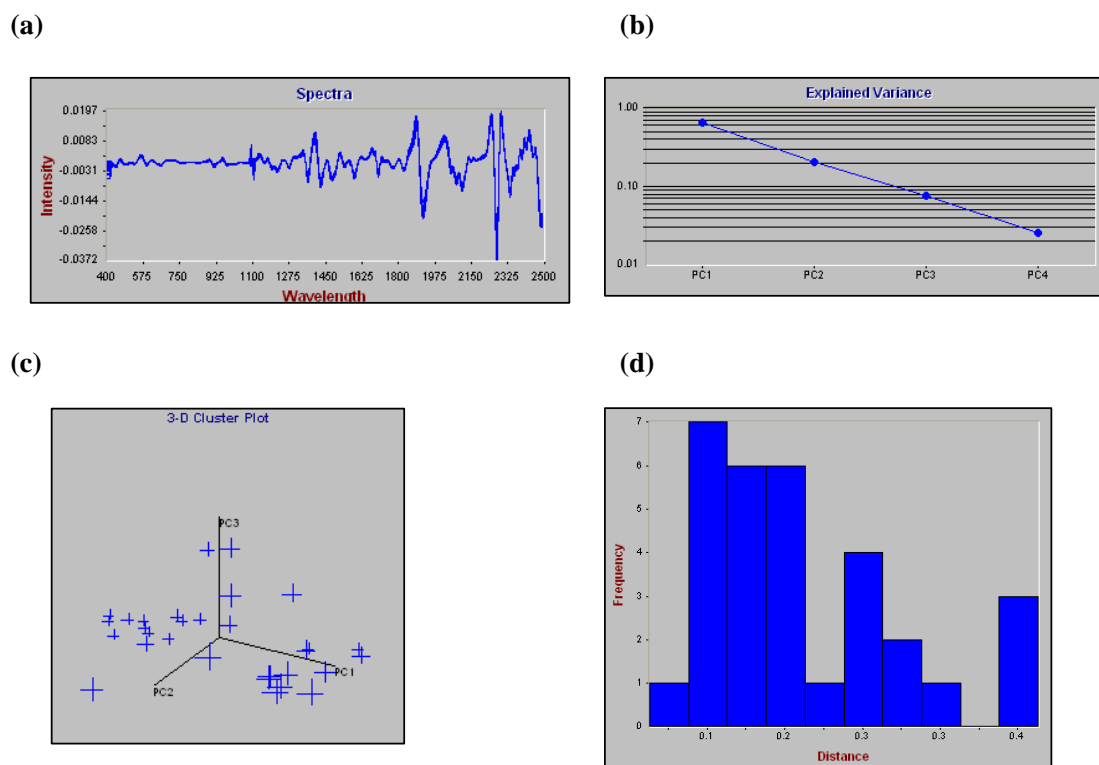 (a)
(b)
Spectra
0.0197
0.0083
-0.0031
-0.0144
-0.0258
-0.0372
Intensity
400 575 750 925 1100 1275 1450 1625 1800 1975 2150 2325 2500
Wavelength
Explained Variance
1.00
0.10
0.01
PC1 PC2 PC3 PC4
(c)
(d)
3-D Cluster Plot
PC3
PC1
PC2
7
6
5
4
3
2
1
0
Frequency
0.1 0.2 0.3 0.3 0.4
Distance